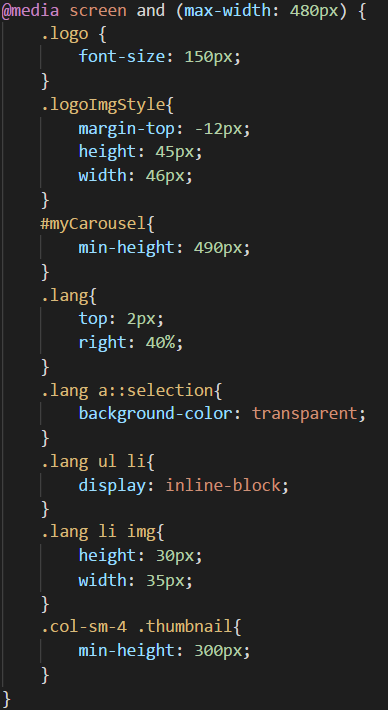 @media screen and (max-width: 480px) {
    .logo {
        font-size: 150px;
    }
    .logoImgStyle{
        margin-top: -12px;
        height: 45px;
        width: 46px;
    }
    #myCarousel{
        min-height: 490px;
    }
    .lang{
        top: 2px;
        right: 40%;
    }
    .lang a::selection{
        background-color: transparent;
    }
    .lang ul li{
        display: inline-block;
    }
    .lang li img{
        height: 30px;
        width: 35px;
    }
    .col-sm-4 .thumbnail{
        min-height: 300px;
    }
}